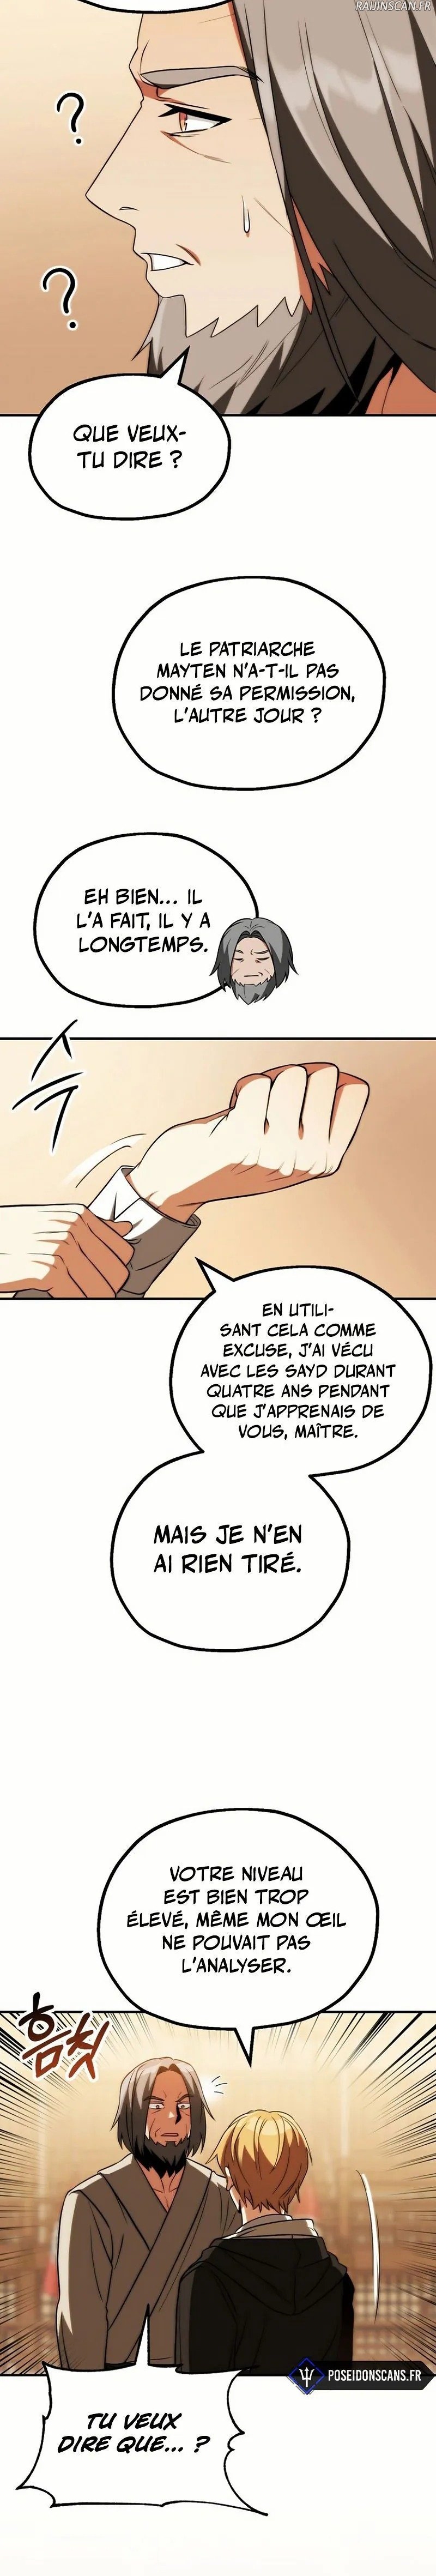 RAIJINSCAN.FR
?
?
QUE VEUX-
TU DIRE ?
LE PATRIARCHE
MAYTEN N'A-T-IL PAS
DONNÉ SA PERMISSION,
L'AUTRE JOUR ?
EH BIEN... IL
L'A FAIT, IL Y A
LONGTEMPS.
스
윽
EN UTILI-
SANT CELA COMME
EXCUSE, J'AI VÉCU
AVEC LES SAYD DURANT
QUATRE ANS PENDANT
QUE J'APPRENAIS DE
VOUS, MAÎTRE.
MAIS JE N'EN
AI RIEN TIRÉ.
VOTRE NIVEAU
EST BIEN TROP
ÉLEVÉ, MÊME MON ŒIL
NE POUVAIT PAS
L'ANALYSER.
흠칫
POSEIDONSCANS.FR
TU VEUX
DIRE QUE... ?